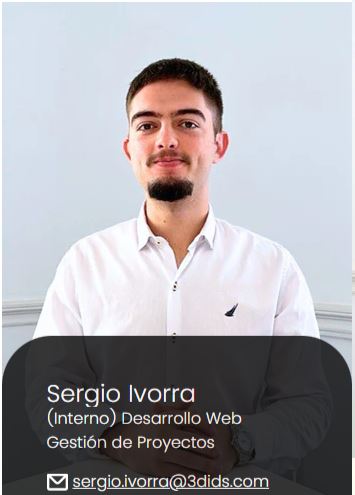 Sergio Ivorra
(Interno) Desarrollo Web
Gestión de Proyectos
sergio.ivorra@3dids.com